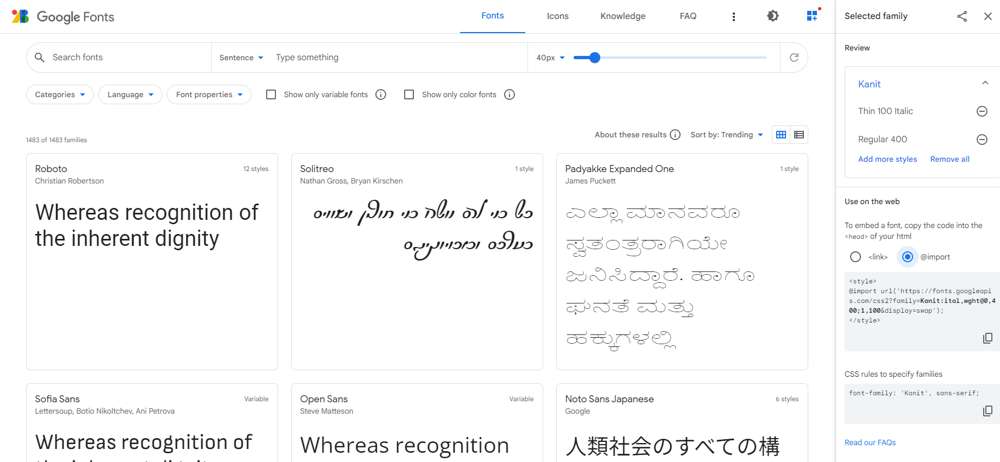 Google Fonts
Fonts
Icons
Knowledge
FAQ
Search fonts
Sentence
Type something
40px
Categories
Language
Font properties
Show only variable fonts
Show only color fonts
1483 of 1483 families
About these results
Sort by: Trending
Roboto
12 styles
Christian Robertson
Whereas recognition of
the inherent dignity
Solitreo
1 style
Nathan Gross, Bryan Kirschen
Padyakke Expanded One
1 style
James Puckett
ಎಲ್ಲಾ ಮಾನವರೂ
ಸ್ವತಂತ್ರರಾಗಿಯೇ
ಜನಿಸಿದ್ದಾರೆ. ಹಾಗೂ
ಘನತೆ ಮತ್ತು
ಹಕ್ಕುಗಳಲ್ಲಿ
Sofia Sans
Variable
Lettersoup, Botio Nikoltchev, Ani Petrova
Whereas recognition of
Open Sans
Variable
Steve Matteson
Whereas recognition
Noto Sans Japanese
6 styles
Google
人類社会のすべての構
Selected family
Review
Kanit
Thin 100 Italic
Regular 400
Add more styles
Remove all
Use on the web
To embed a font, copy the code into the
<head> of your html
<link>
@import
<style>
@import url('https://fonts.googleapi
s.com/css2?family=Kanit:ital,wght@0,4
00;1,100&display=swap');
</style>
CSS rules to specify families
font-family: 'Kanit', sans-serif;
Read our FAQs